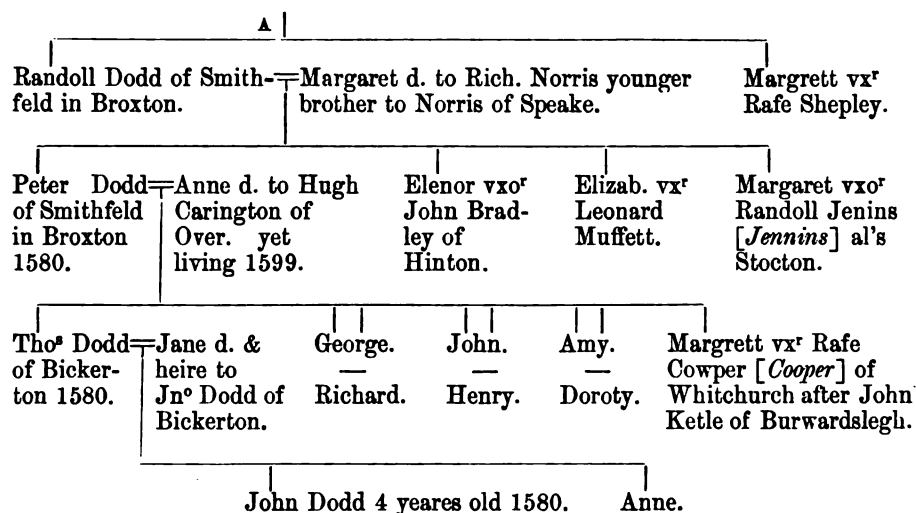 A
Randoll Dodd of Smith-
feld in Broxton.
Margaret d. to Rich. Norris younger
brother to Norris of Speake.
Margrett vxʳ
Rafe Shepley.
Peter Dodd
of Smithfeld
in Broxton
1580.
Anne d. to Hugh
Carington of
Over. yet
living 1599.
Elenor vxoʳ
John Brad-
ley of
Hinton.
Elizab. vxʳ
Leonard
Muffett.
Margaret vxoʳ
Randoll Jenins
[Jennins] al's
Stocton.
Thoˢ Dodd
of Bicker-
ton 1580.
Jane d. &
heire to
Jnᵒ Dodd of
Bickerton.
George.
—
Richard.
John.
—
Henry.
Amy.
—
Doroty.
Margrett vxʳ Rafe
Cowper [Cooper] of
Whitchurch after John
Ketle of Burwardslegh.
John Dodd 4 yeares old 1580.
Anne.